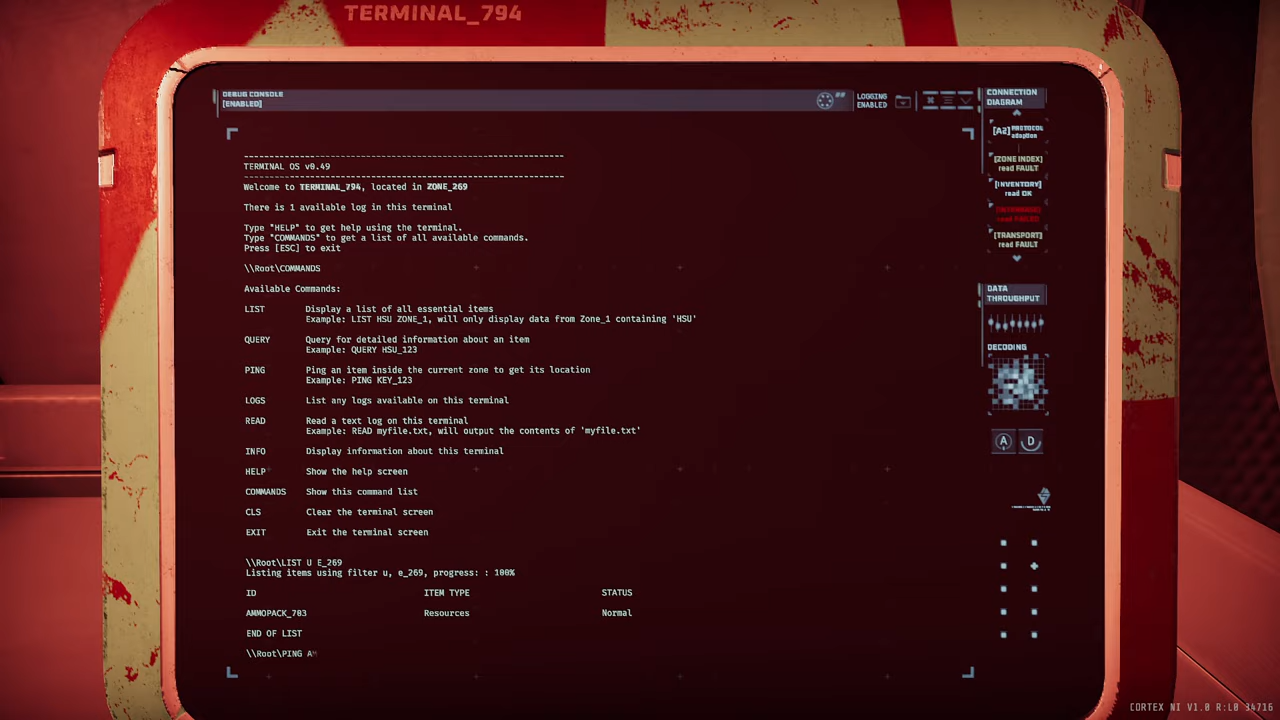 TERMINAL_794
DEBUG CONSOLE
[ENABLED]
LOGGING
ENABLED
CONNECTION
DIAGRAM
[A2] PROTOCOL
adaption
[ZONE INDEX]
read FAULT
[INVENTORY]
read OK
read FAILED
[TRANSPORT]
read FAULT
DATA
THROUGHPUT
DECODING
A D
--------------------------------------------------------------
TERMINAL OS v0.49
--------------------------------------------------------------
Welcome to TERMINAL_794, located in ZONE_269
There is 1 available log in this terminal
Type "HELP" to get help using the terminal.
Type "COMMANDS" to get a list of all available commands.
Press [ESC] to exit
\\Root\COMMANDS
Available Commands:
LIST Display a list of all essential items
Example: LIST HSU ZONE_1, will only display data from Zone_1 containing 'HSU'
QUERY Query for detailed information about an item
Example: QUERY HSU_123
PING Ping an item inside the current zone to get its location
Example: PING KEY_123
LOGS List any logs available on this terminal
READ Read a text log on this terminal
Example: READ myfile.txt, will output the contents of 'myfile.txt'
INFO Display information about this terminal
HELP Show the help screen
COMMANDS Show this command list
CLS Clear the terminal screen
EXIT Exit the terminal screen
\\Root\LIST U E_269
Listing items using filter u, e_269, progress: : 100%
ID ITEM TYPE STATUS
AMMOPACK_703 Resources Normal
END OF LIST
\\Root\PING AM
CORTEX NI V1.0 R:L0 34716